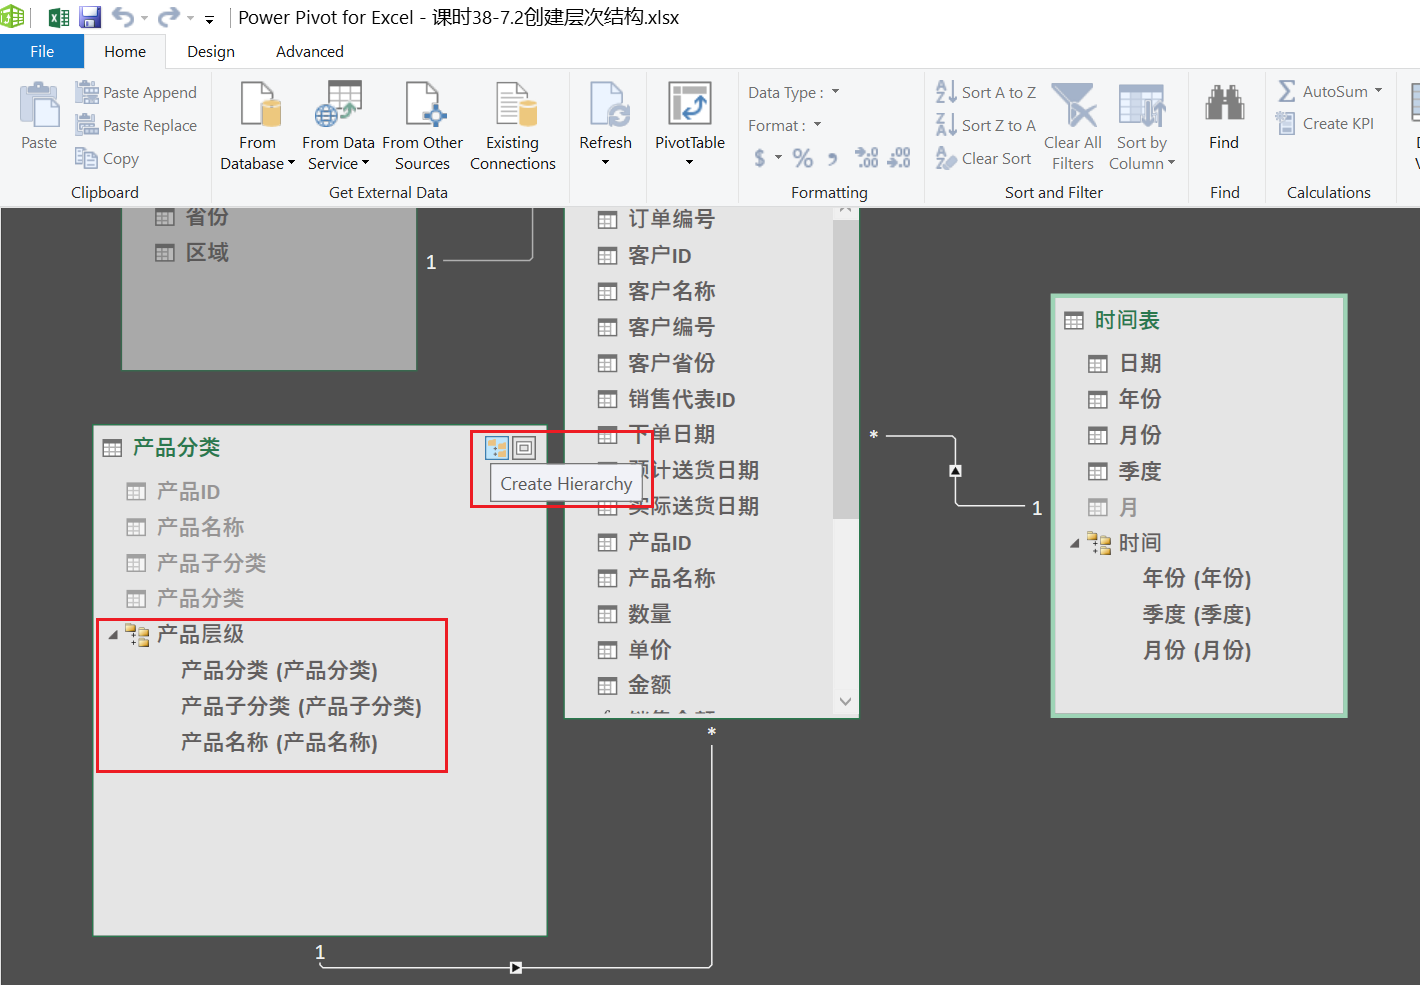 Power Pivot for Excel - 课时38-7.2创建层次结构.xlsx
File Home Design Advanced
Paste
Paste Append
Paste Replace
Copy
Clipboard
From Database
From Data Service
From Other Sources
Existing Connections
Get External Data
Refresh
PivotTable
Data Type :
Format :
$ % .00 .00
Formatting
Sort A to Z
Sort Z to A
Clear Sort
Clear All Filters
Sort by Column
Sort and Filter
Find
Find
AutoSum
Create KPI
Calculations
省份
区域
1
订单编号
客户ID
客户名称
客户编号
客户省份
销售代表ID
下单日期
预计送货日期
实际送货日期
产品ID
产品名称
数量
单价
金额
产品分类
Create Hierarchy
产品ID
产品名称
产品子分类
产品分类
产品层级
产品分类 (产品分类)
产品子分类 (产品子分类)
产品名称 (产品名称)
*
1
时间表
日期
年份
月份
季度
月
时间
年份 (年份)
季度 (季度)
月份 (月份)
*
1